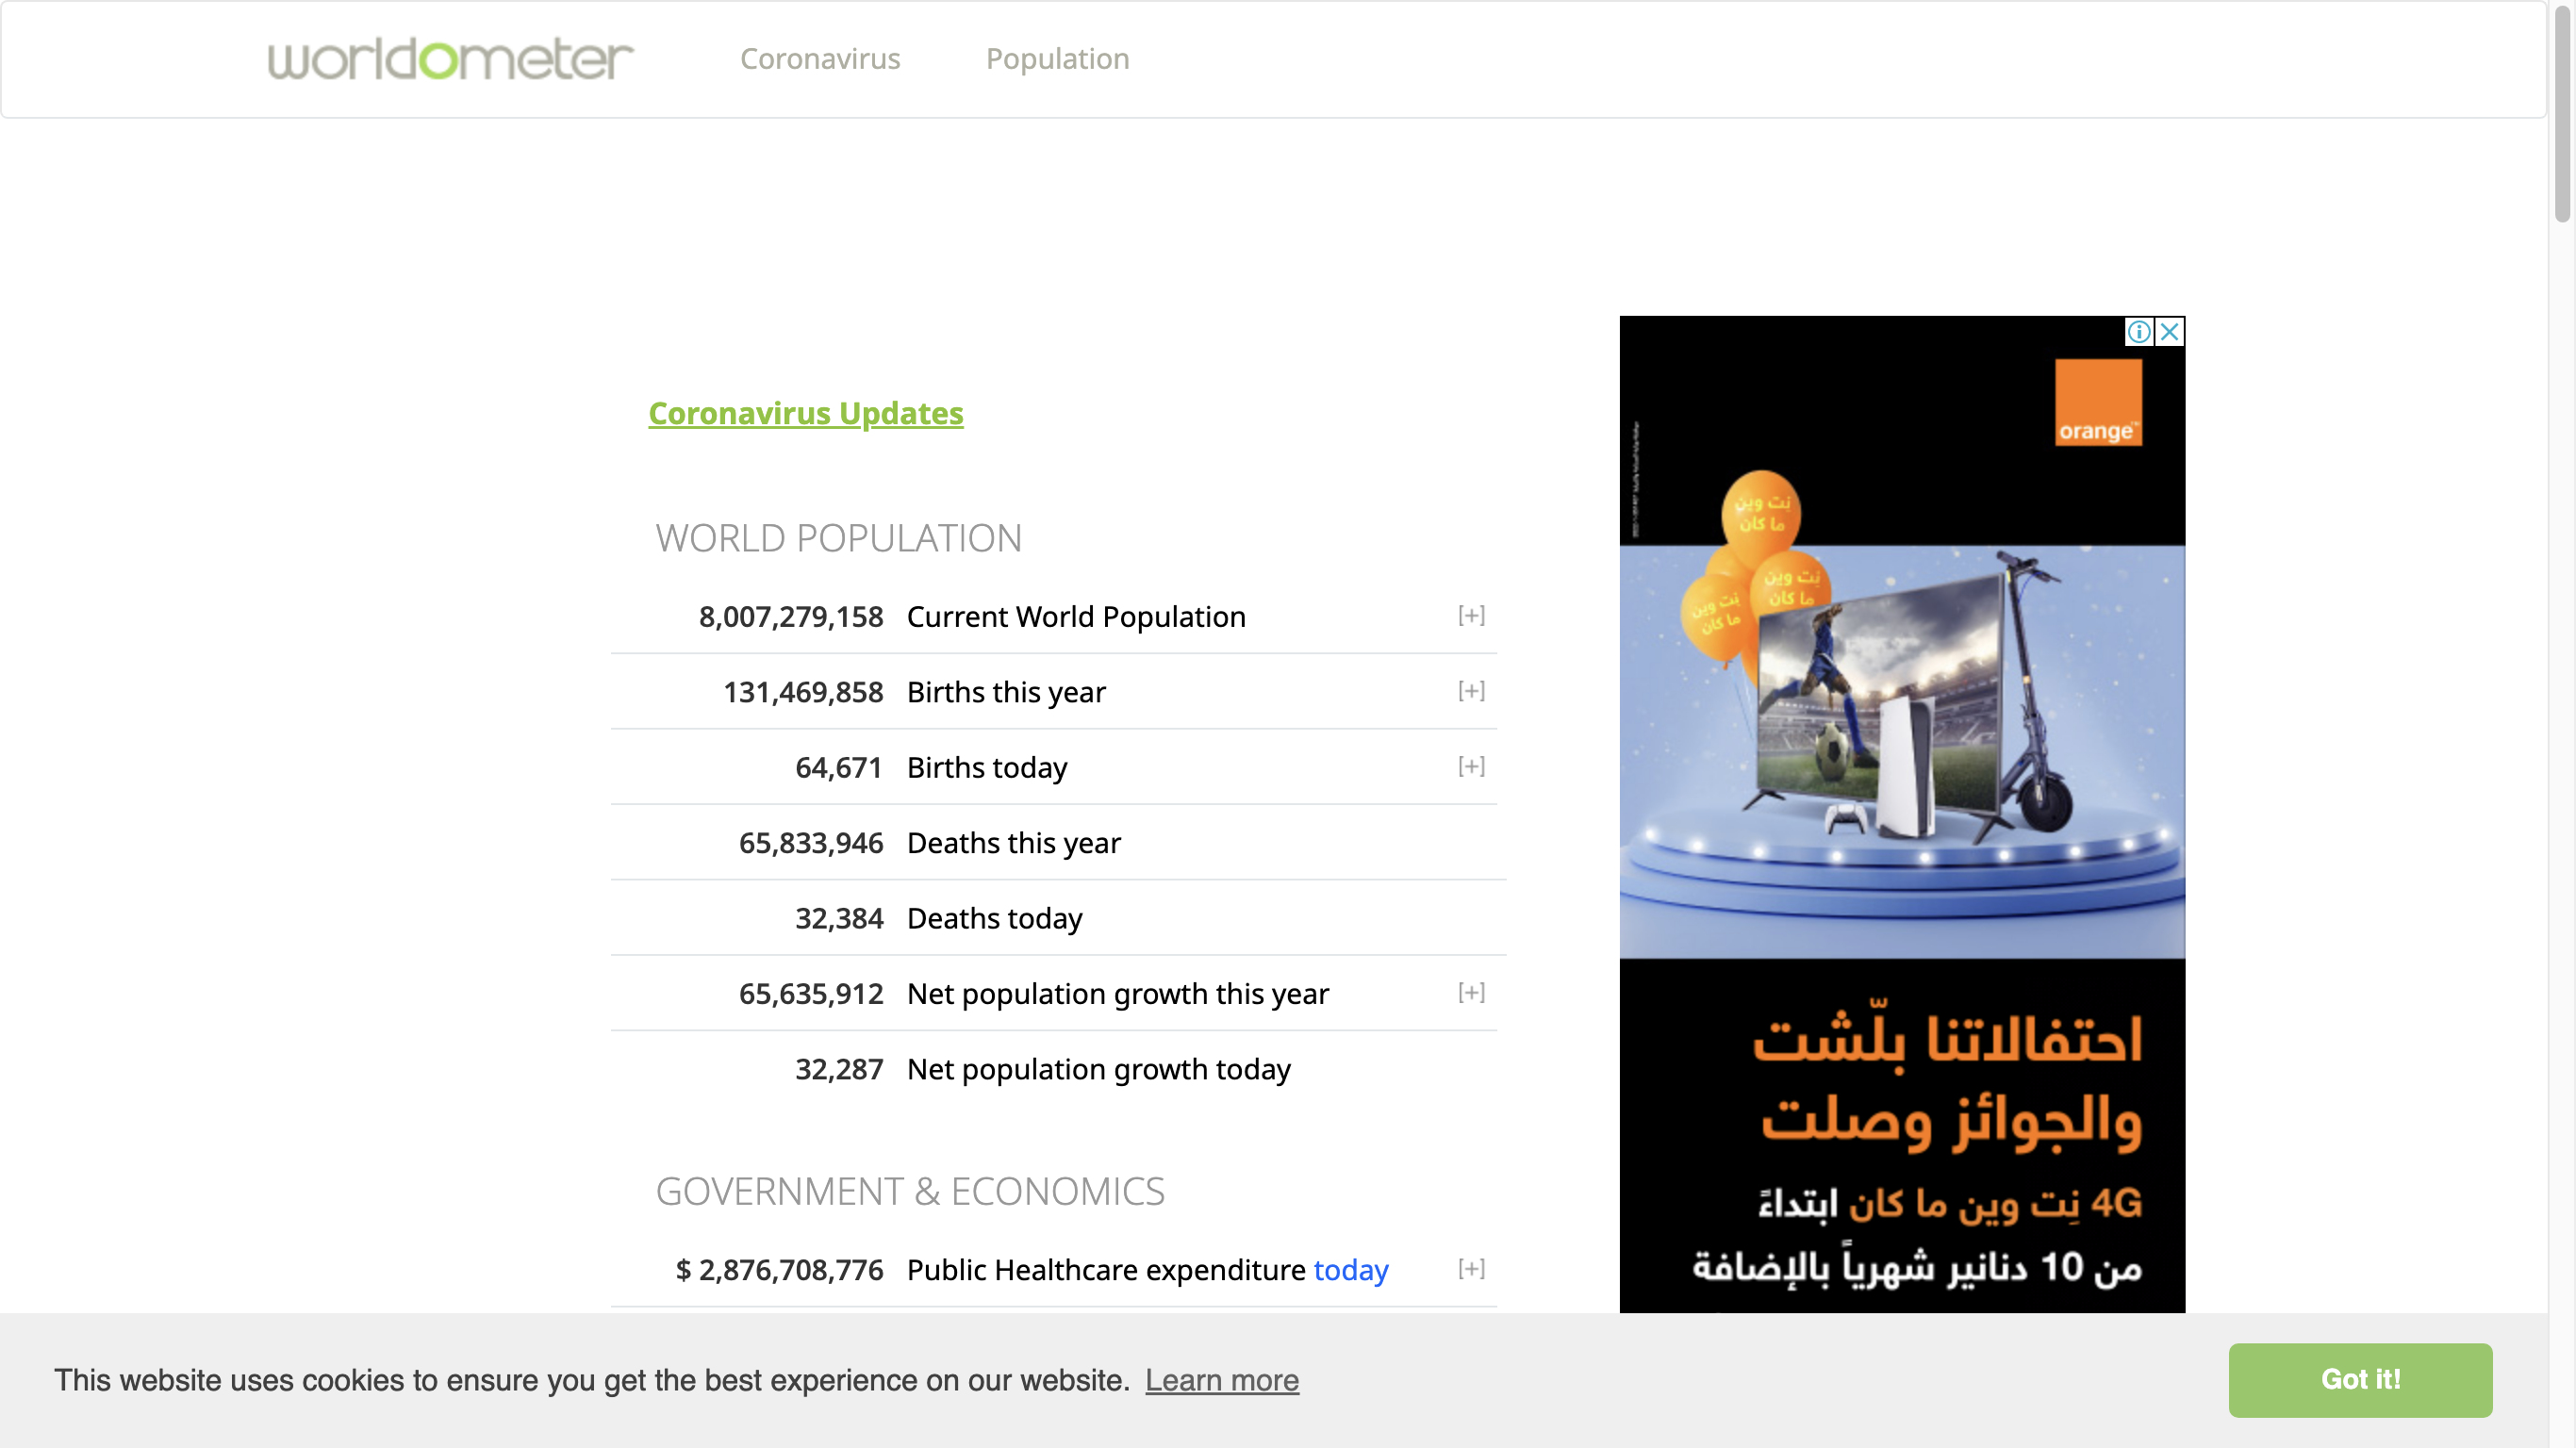 worldometer
Coronavirus
Population
Coronavirus Updates
WORLD POPULATION
8,007,279,158 Current World Population [+]
131,469,858 Births this year [+]
64,671 Births today [+]
65,833,946 Deaths this year
32,384 Deaths today
65,635,912 Net population growth this year [+]
32,287 Net population growth today
GOVERNMENT & ECONOMICS
$ 2,876,708,776 Public Healthcare expenditure today [+]
orange™
نِت وين
ما كان
نِت وين
ما كان
نِت وين
ما كان
احتفالاتنا بلّشت
والجوائز وصلت
4G نِت وين ما كان ابتداءً
من 10 دنانير شهرياً بالإضافة
This website uses cookies to ensure you get the best experience on our website. Learn more
Got it!